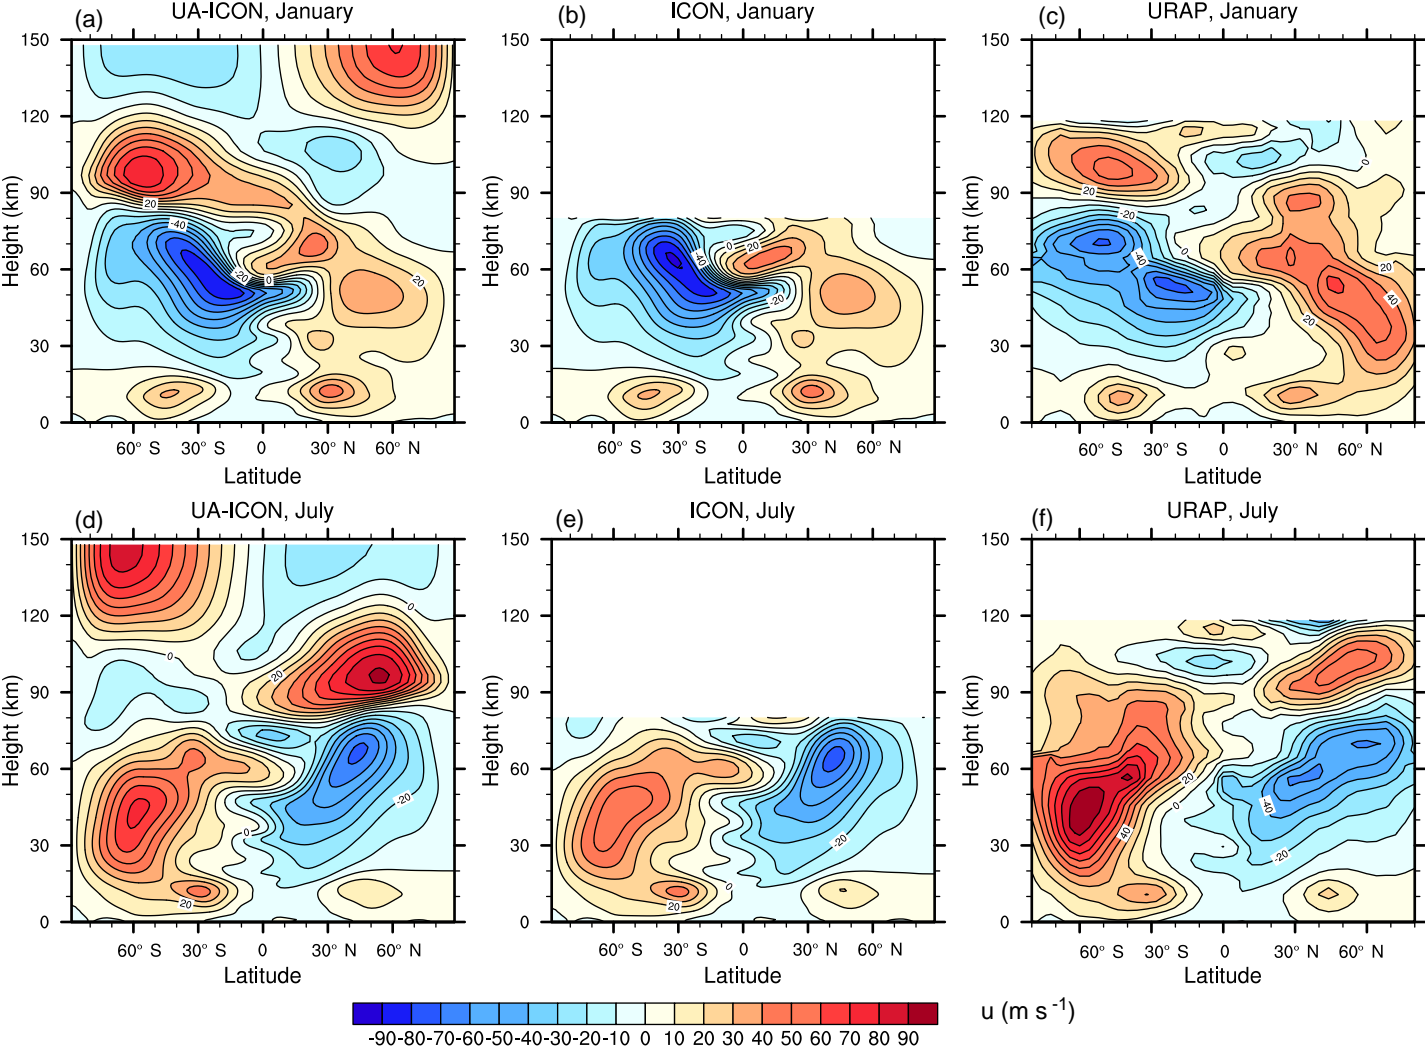 (a) UA-ICON, January
(b) ICON, January
(c) URAP, January
150 150 150
120 120 120
90 90 90
60 60 60
30 30 30
0 0 0
Height (km) Height (km) Height (km)
20 -40 -20 0 20
-40 0 20 -20
20 -20 -40 0 0 20 40 20
60° S 30° S 0 30° N 60° N
60° S 30° S 0 30° N 60° N
60° S 30° S 0 30° N 60° N
Latitude Latitude Latitude
(d) UA-ICON, July
(e) ICON, July
(f) URAP, July
150 150 150
120 120 120
90 90 90
60 60 60
30 30 30
0 0 0
Height (km) Height (km) Height (km)
0 0 20 -20 0 20
-20 0 20
20 0 40 -40 -20
60° S 30° S 0 30° N 60° N
60° S 30° S 0 30° N 60° N
60° S 30° S 0 30° N 60° N
Latitude Latitude Latitude
-90 -80 -70 -60 -50 -40 -30 -20 -10 0 10 20 30 40 50 60 70 80 90
u (m s⁻¹)